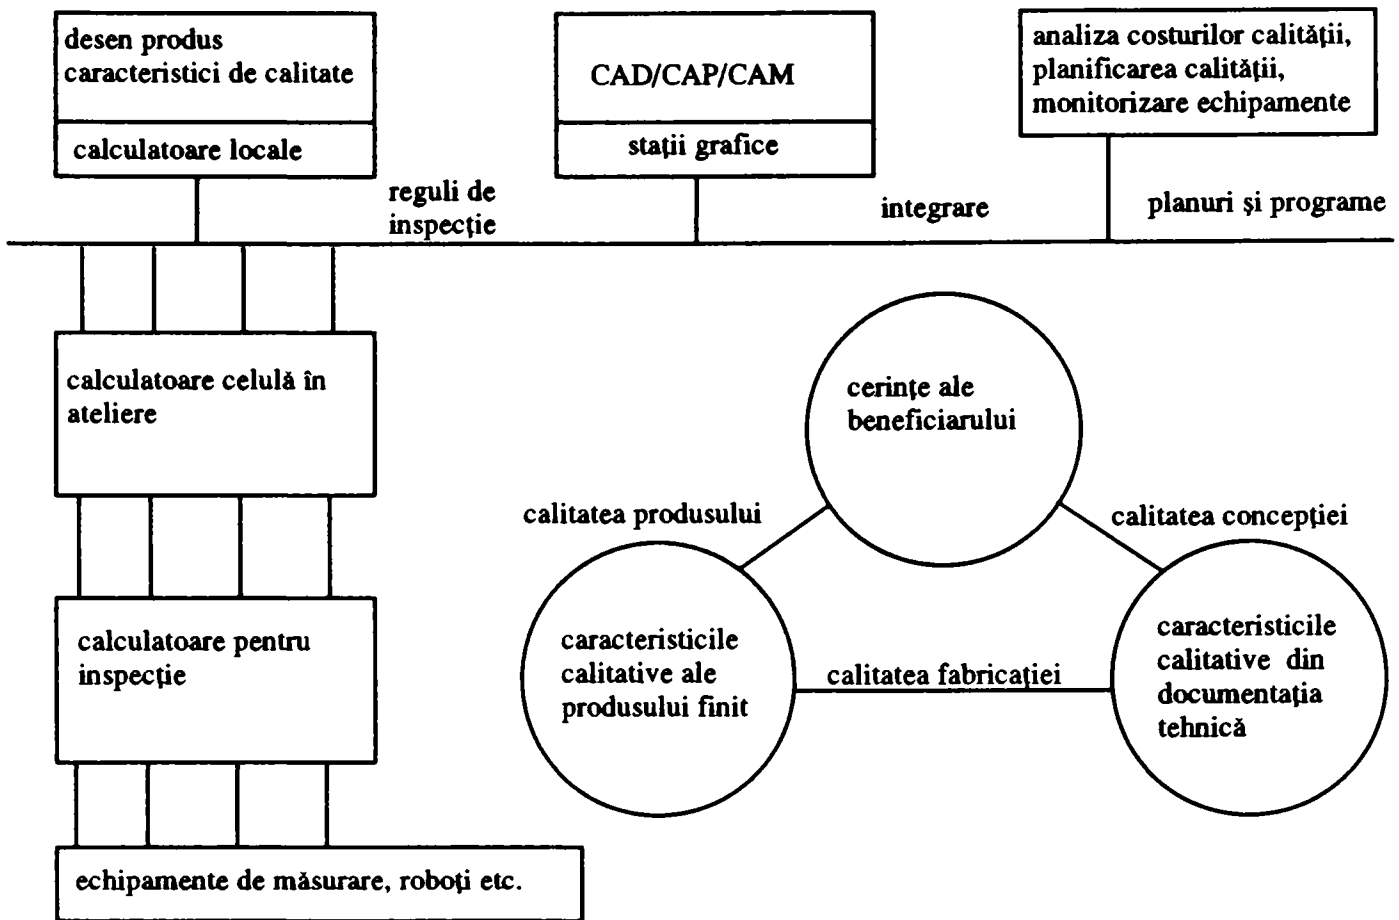 desen produs
caracteristici de calitate
calculatoare locale
CAD/CAP/CAM
stații grafice
analiza costurilor calității,
planificarea calității,
monitorizare echipamente
reguli de
inspecție
integrare
planuri și programe
calculatoare celulă în
ateliere
calculatoare pentru
inspecție
echipamente de măsurare, roboți etc.
cerințe ale
beneficiarului
calitatea produsului
calitatea concepției
caracteristicile
calitative ale
produsului finit
calitatea fabricației
caracteristicile
calitative din
documentația
tehnică